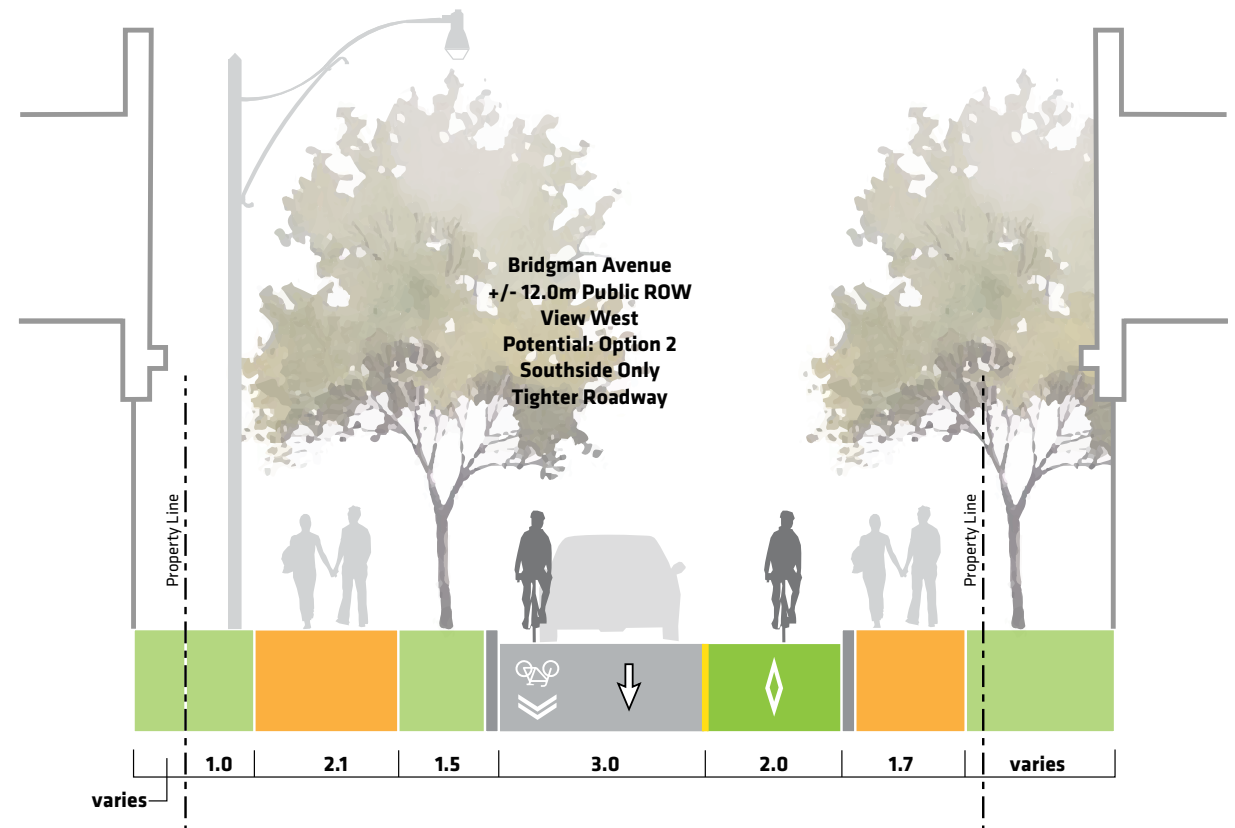 Bridgman Avenue
+/- 12.0m Public ROW
View West
Potential: Option 2
Southside Only
Tighter Roadway
Property Line
Property Line
1.0
2.1
1.5
3.0
2.0
1.7
varies
varies